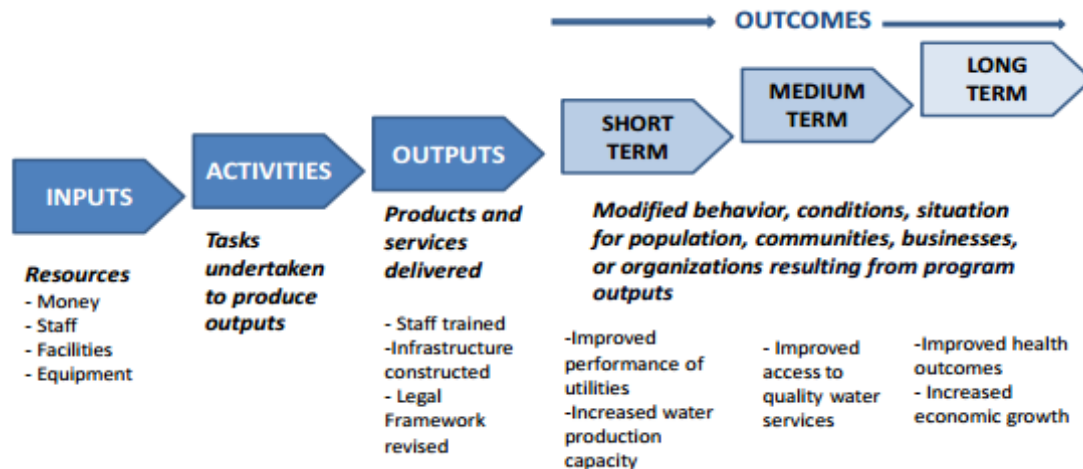 OUTCOMES
LONG
TERM
MEDIUM
TERM
SHORT
TERM
OUTPUTS
ACTIVITIES
INPUTS
Resources
- Money
- Staff
- Facilities
- Equipment
Tasks
undertaken
to produce
outputs
Products and
services
delivered
- Staff trained
-Infrastructure
constructed
- Legal
Framework
revised
Modified behavior, conditions, situation
for population, communities, businesses,
or organizations resulting from program
outputs
-Improved
performance of
utilities
-Increased water
production
capacity
- Improved
access to
quality water
services
-Improved health
outcomes
- Increased
economic growth